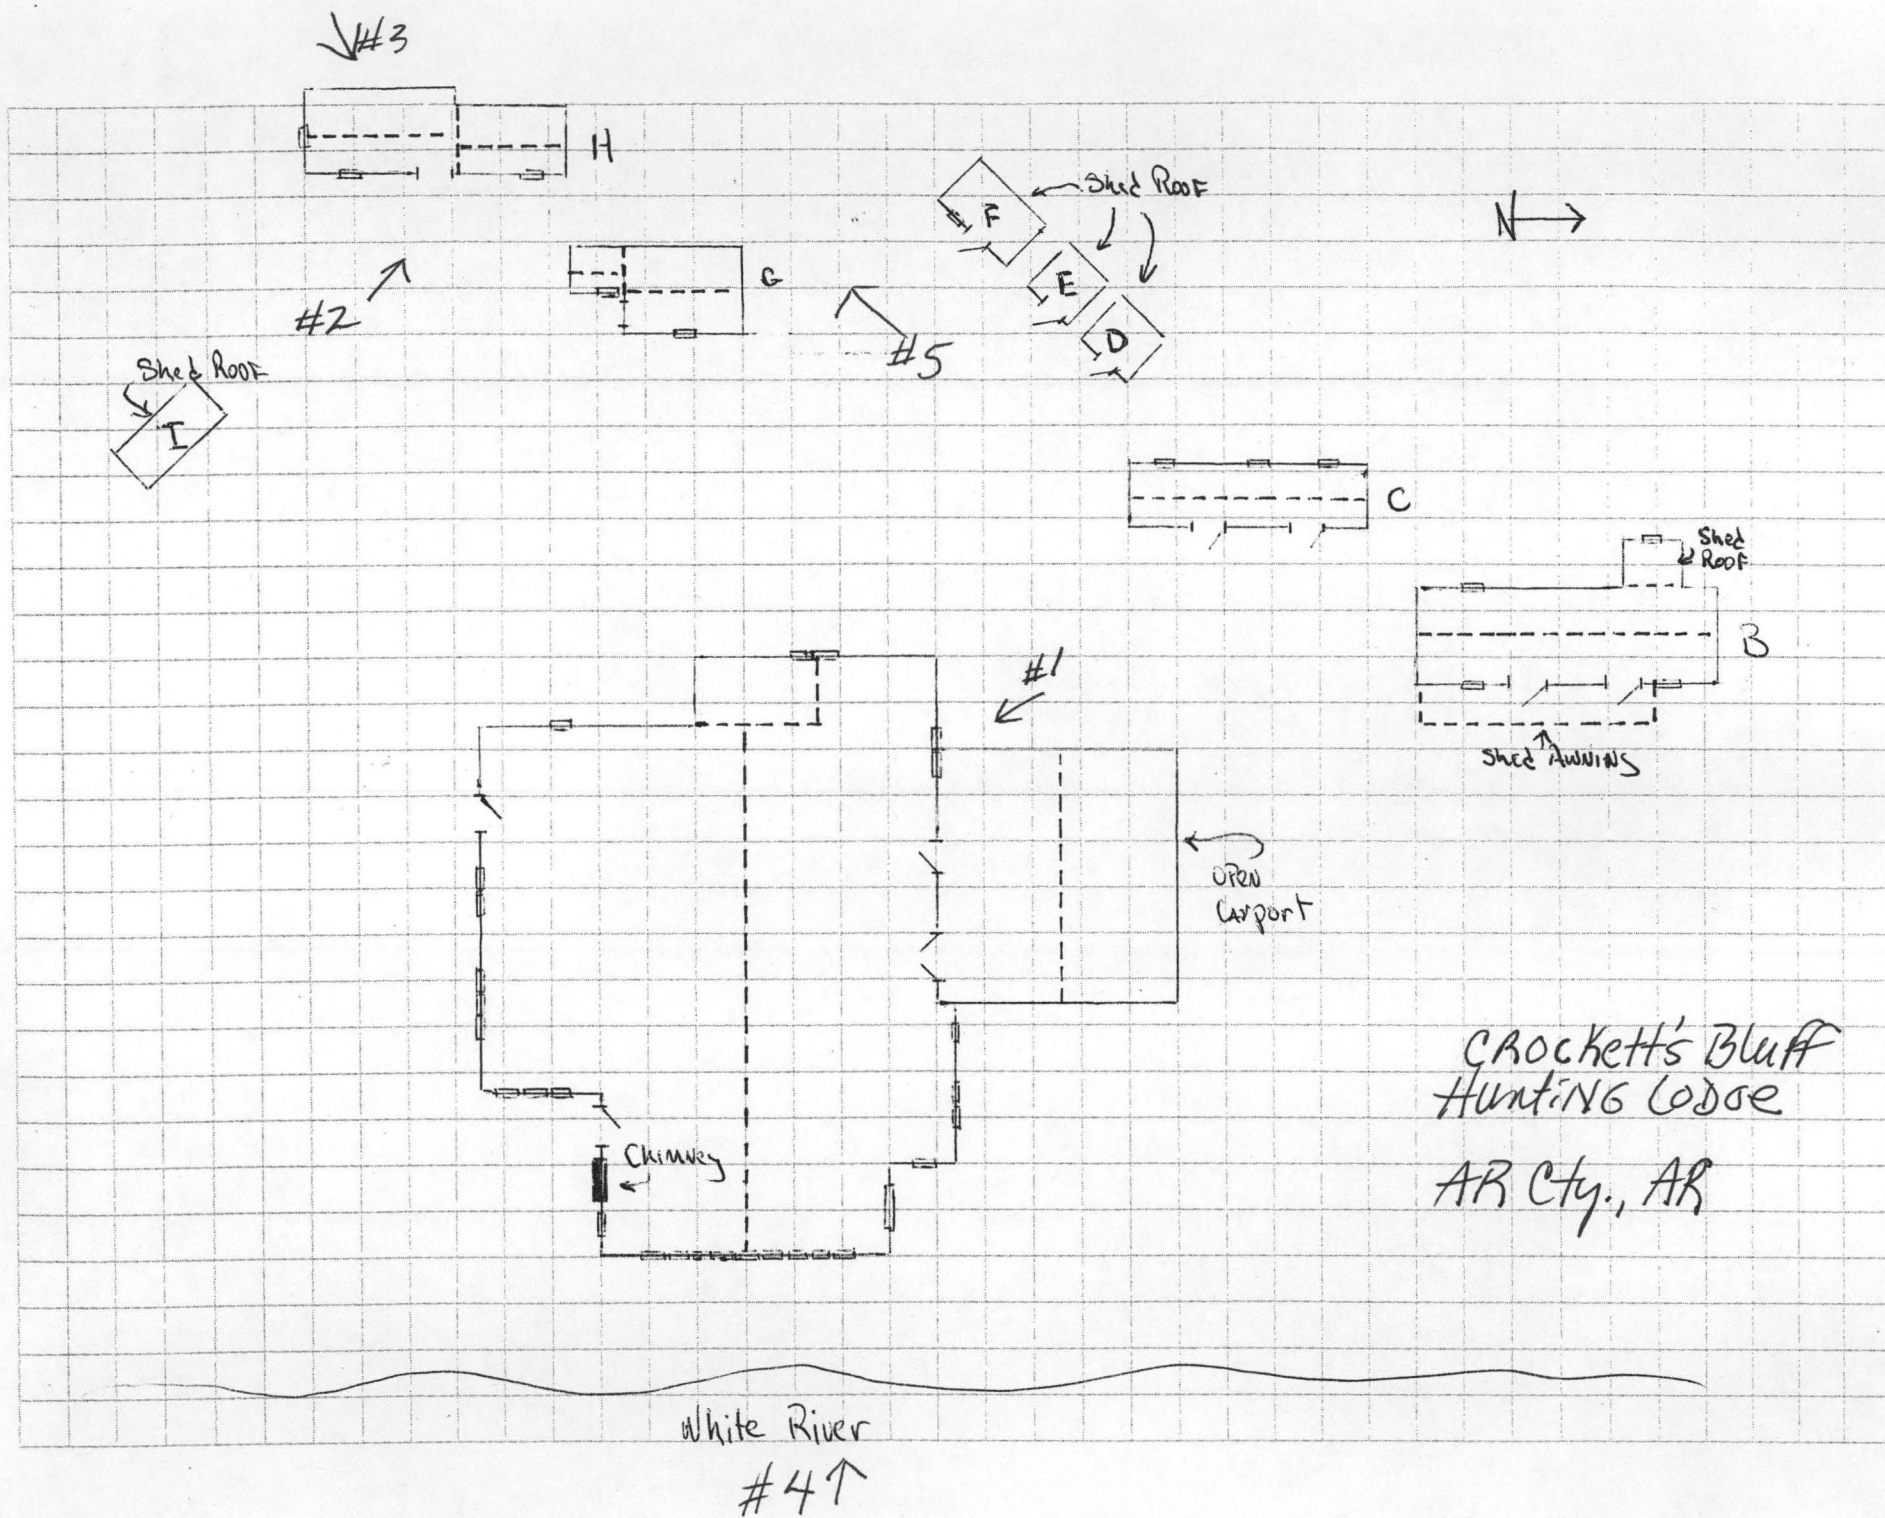 #3
H
Shed Roof
F
N
E
G
#2
D
#5
Shed Roof
I
C
Shed
Roof
B
#1
Shed Awning
Open
Carport
Crockett's Bluff
Hunting Lodge
Chimney
AR Cty., AR
White River
#4